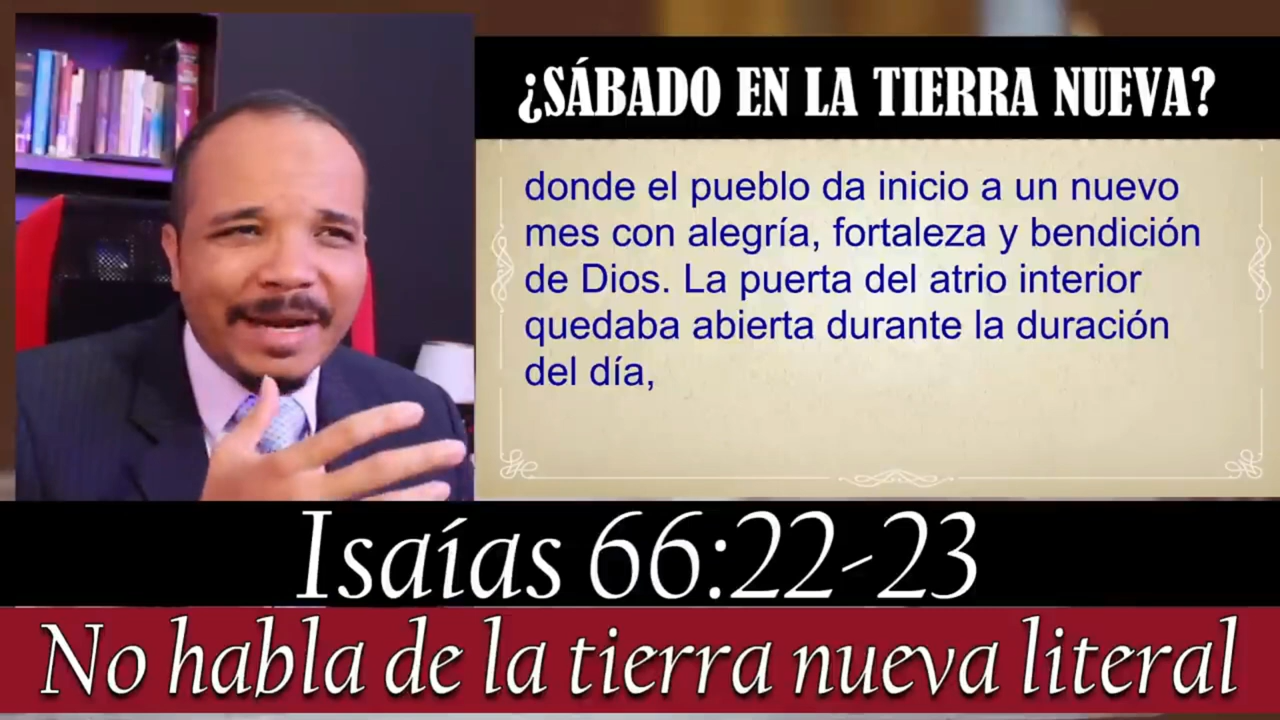 ¿SÁBADO EN LA TIERRA NUEVA?
donde el pueblo da inicio a un nuevo
mes con alegría, fortaleza y bendición
de Dios. La puerta del atrio interior
quedaba abierta durante la duración
del día,
Isaías 66:22-23
No habla de la tierra nueva literal